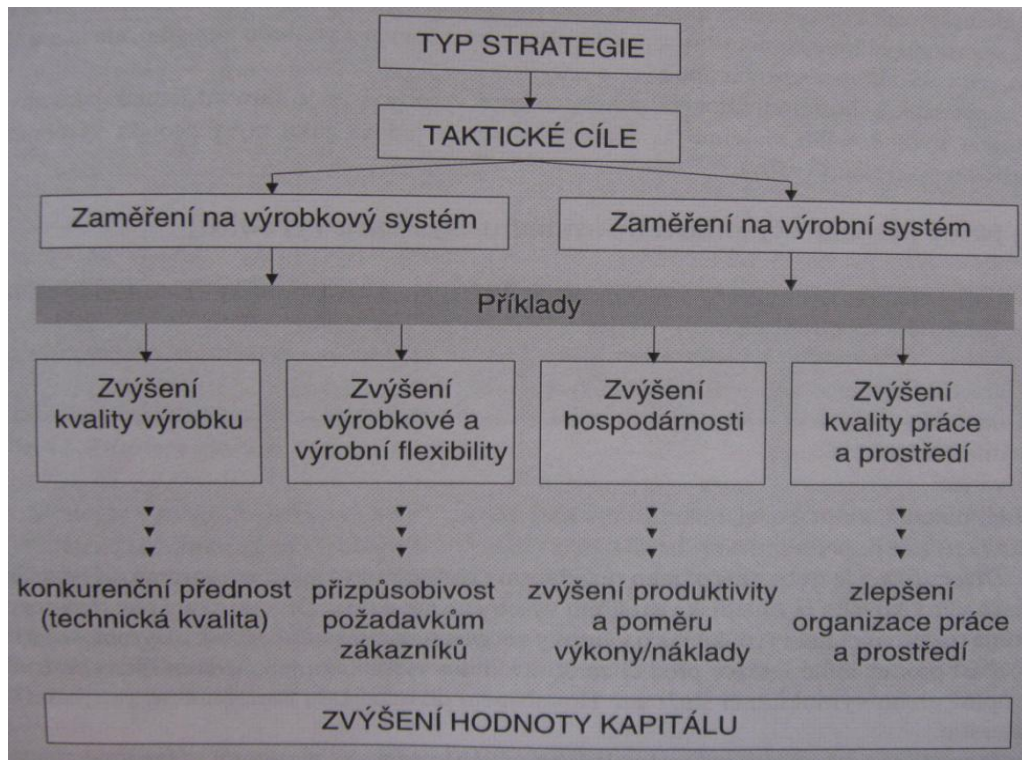 TYP STRATEGIE
TAKTICKÉ CÍLE
Zaměření na výrobkový systém
Zaměření na výrobní systém
Příklady
Zvýšení
kvality výrobku
Zvýšení
výrobkové a
výrobní flexibility
Zvýšení
hospodárnosti
Zvýšení
kvality práce
a prostředí
konkurenční přednost
(technická kvalita)
přizpůsobivost
požadavkům
zákazníků
zvýšení produktivity
a poměru
výkony/náklady
zlepšení
organizace práce
a prostředí
ZVÝŠENÍ HODNOTY KAPITÁLU